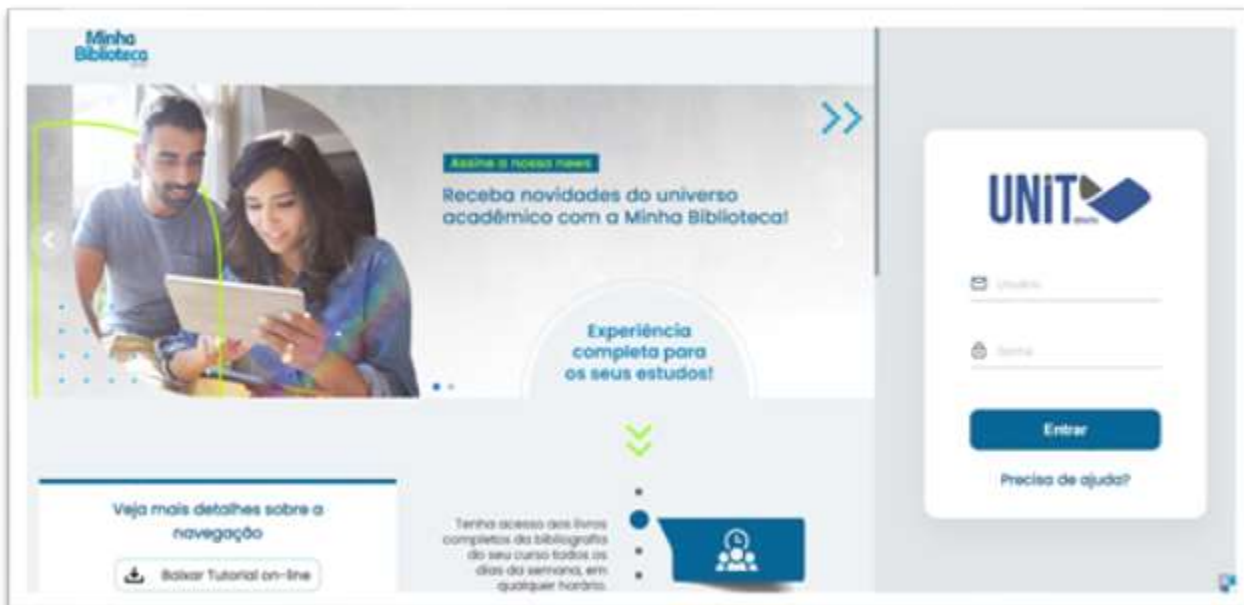 Minha
Biblioteca
Assine a nossa news
Receba novidades do universo
acadêmico com a Minha Biblioteca!
Experiência
completa para
os seus estudos!
Veja mais detalhes sobre a
navegação
Baixar Tutorial on-line
Tenha acesso aos livros
completos da bibliografia
do seu curso todos os
dias da semana, em
qualquer horário.
UNIT
Usuário
Senha
Entrar
Precisa de ajuda?